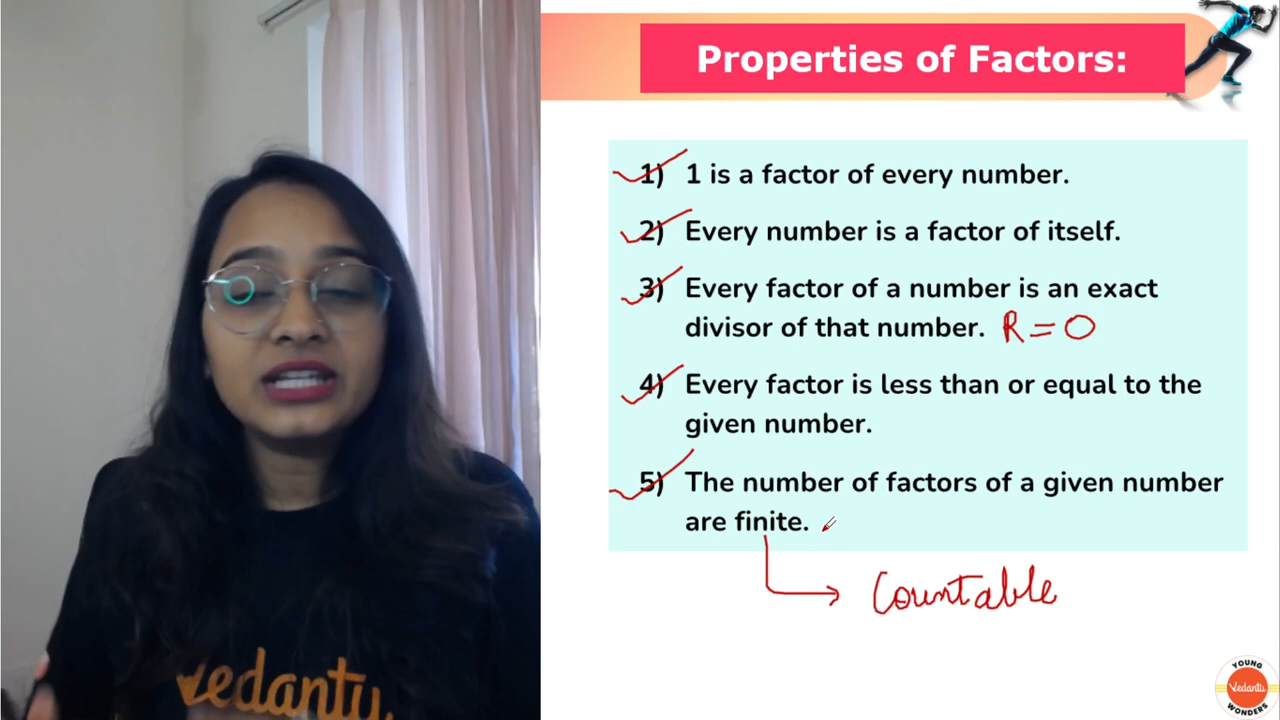 Properties of Factors:
1) 1 is a factor of every number.
2) Every number is a factor of itself.
3) Every factor of a number is an exact
divisor of that number. R = 0
4) Every factor is less than or equal to the
given number.
5) The number of factors of a given number
are finite.
Countable
Vedantu
YOUNG
Vedantu
WONDERS